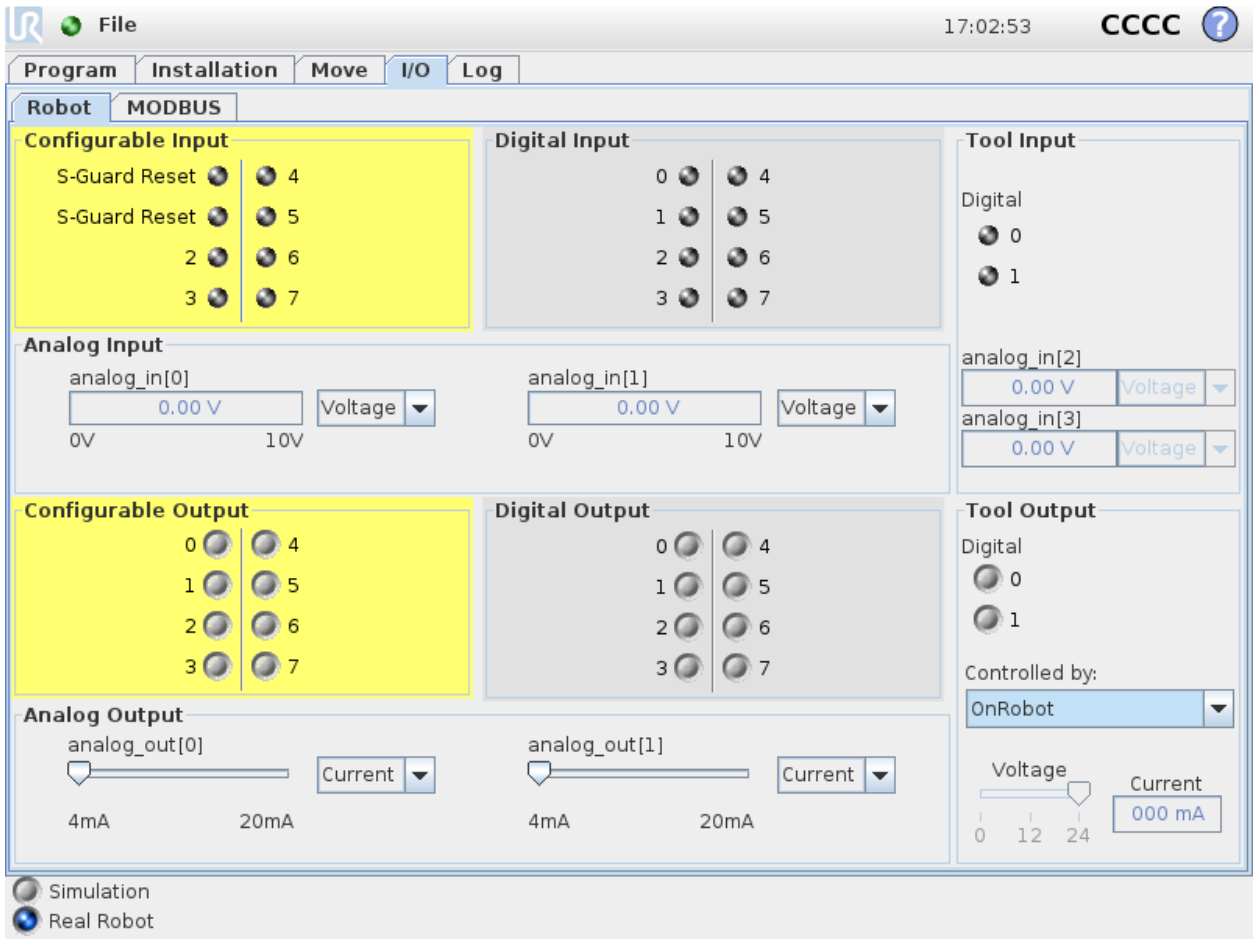 UR File 17:02:53 CCCC ?
Program Installation Move I/O Log
Robot MODBUS
Configurable Input
S-Guard Reset 4
S-Guard Reset 5
2 6
3 7
Digital Input
0 4
1 5
2 6
3 7
Tool Input
Digital
0
1
analog_in[2]
0.00 V Voltage
analog_in[3]
0.00 V Voltage
Analog Input
analog_in[0]
0.00 V Voltage
0V 10V
analog_in[1]
0.00 V Voltage
0V 10V
Configurable Output
0 4
1 5
2 6
3 7
Digital Output
0 4
1 5
2 6
3 7
Tool Output
Digital
0
1
Controlled by:
OnRobot
Voltage
0 12 24
Current
000 mA
Analog Output
analog_out[0]
Current
4mA 20mA
analog_out[1]
Current
4mA 20mA
Simulation
Real Robot